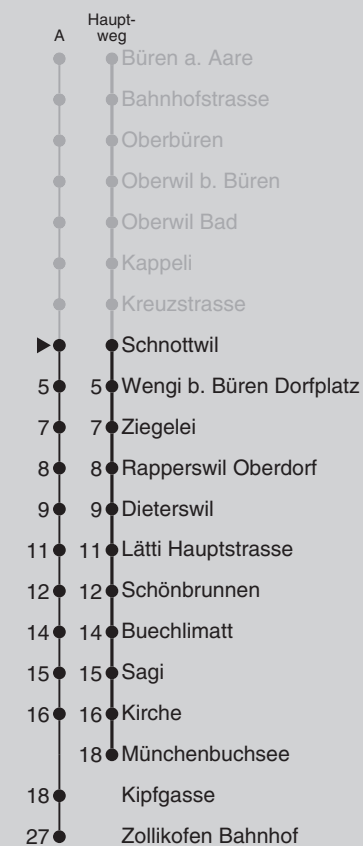 A Haupt-
weg
Büren a. Aare
Bahnhofstrasse
Oberbüren
Oberwil b. Büren
Oberwil Bad
Kappeli
Kreuzstrasse
Schnottwil
5 5 Wengi b. Büren Dorfplatz
7 7 Ziegelei
8 8 Rapperswil Oberdorf
9 9 Dieterswil
11 11 Lätti Hauptstrasse
12 12 Schönbrunnen
14 14 Buechlimatt
15 15 Sagi
16 16 Kirche
18 Münchenbuchsee
18 Kipfgasse
27 Zollikofen Bahnhof